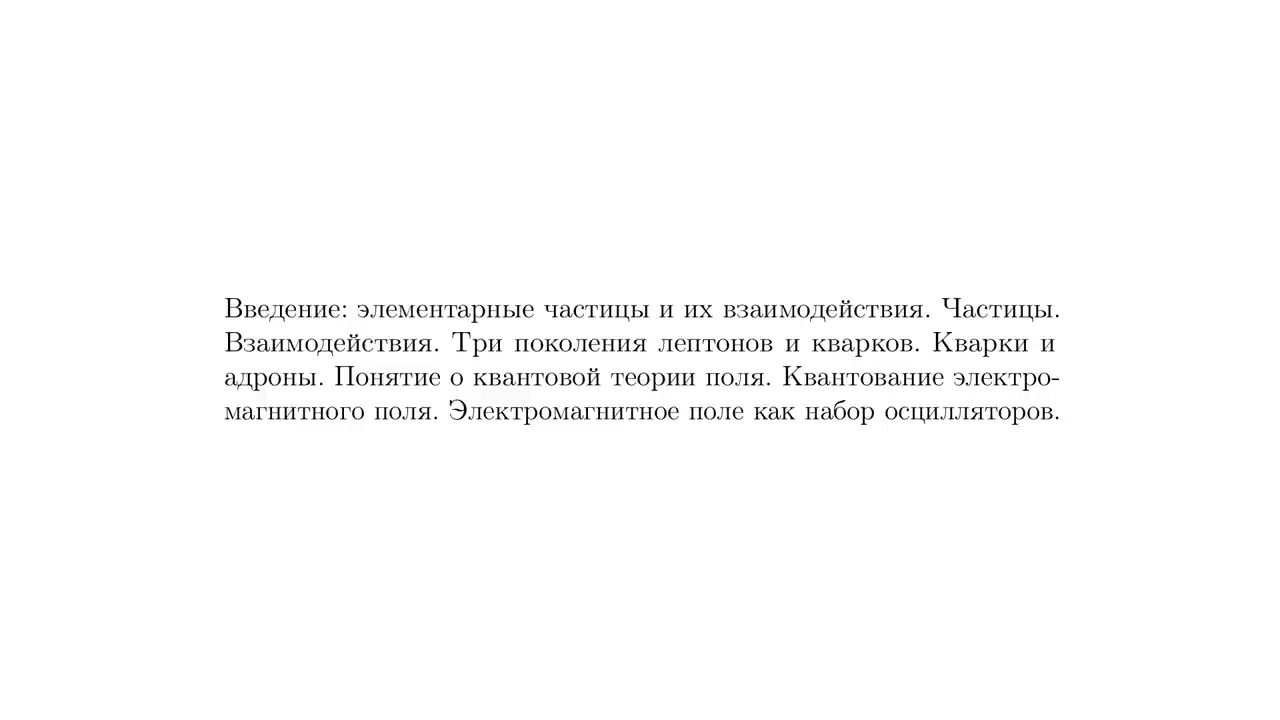 Введение: элементарные частицы и их взаимодействия. Частицы.
Взаимодействия. Три поколения лептонов и кварков. Кварки и
адроны. Понятие о квантовой теории поля. Квантование электро-
магнитного поля. Электромагнитное поле как набор осцилляторов.